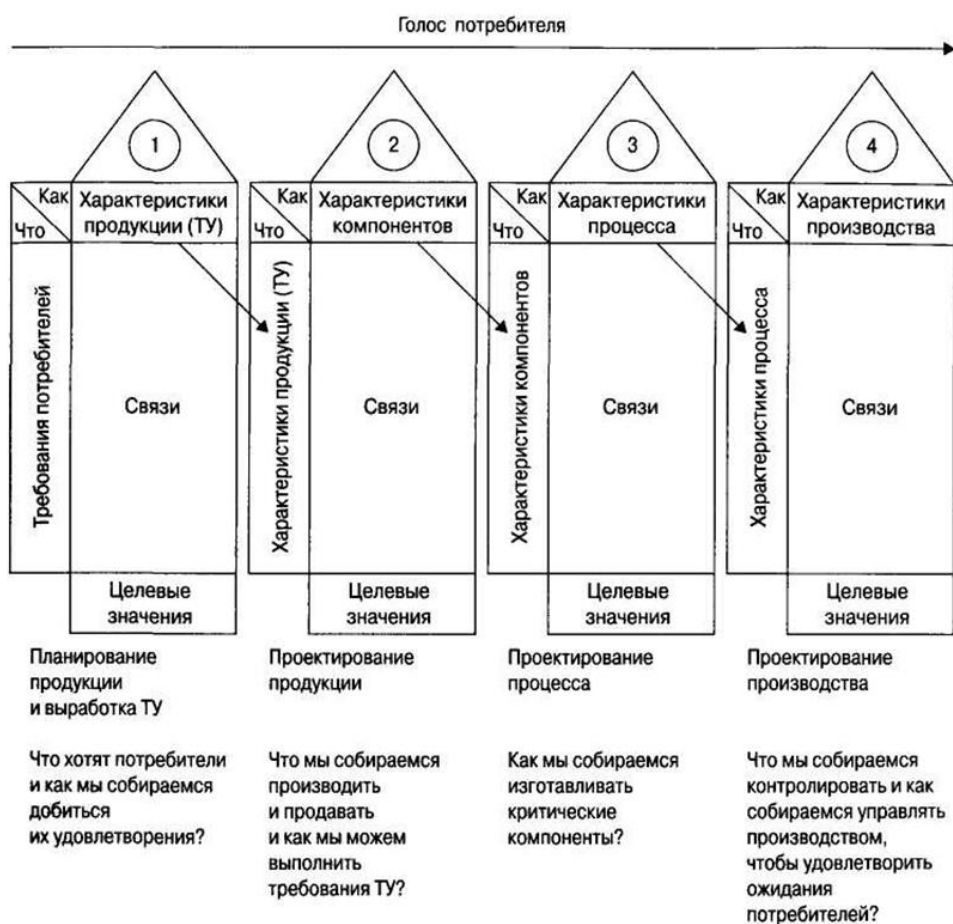 Голос потребителя
1
Как
Что
Характеристики
продукции (ТУ)
Требования потребителей
Связи
Целевые
значения
2
Как
Что
Характеристики
компонентов
Характеристики продукции (ТУ)
Связи
Целевые
значения
3
Как
Что
Характеристики
процесса
Характеристики компонентов
Связи
Целевые
значения
4
Как
Что
Характеристики
производства
Характеристики процесса
Связи
Целевые
значения
Планирование
продукции
и выработка ТУ
Что хотят потребители
и как мы собираемся
добиться
их удовлетворения?
Проектирование
продукции
Что мы собираемся
производить
и продавать
и как мы можем
выполнить
требования ТУ?
Проектирование
процесса
Как мы собираемся
изготавливать
критические
компоненты?
Проектирование
производства
Что мы собираемся
контролировать и как
собираемся управлять
производством,
чтобы удовлетворить
ожидания
потребителей?